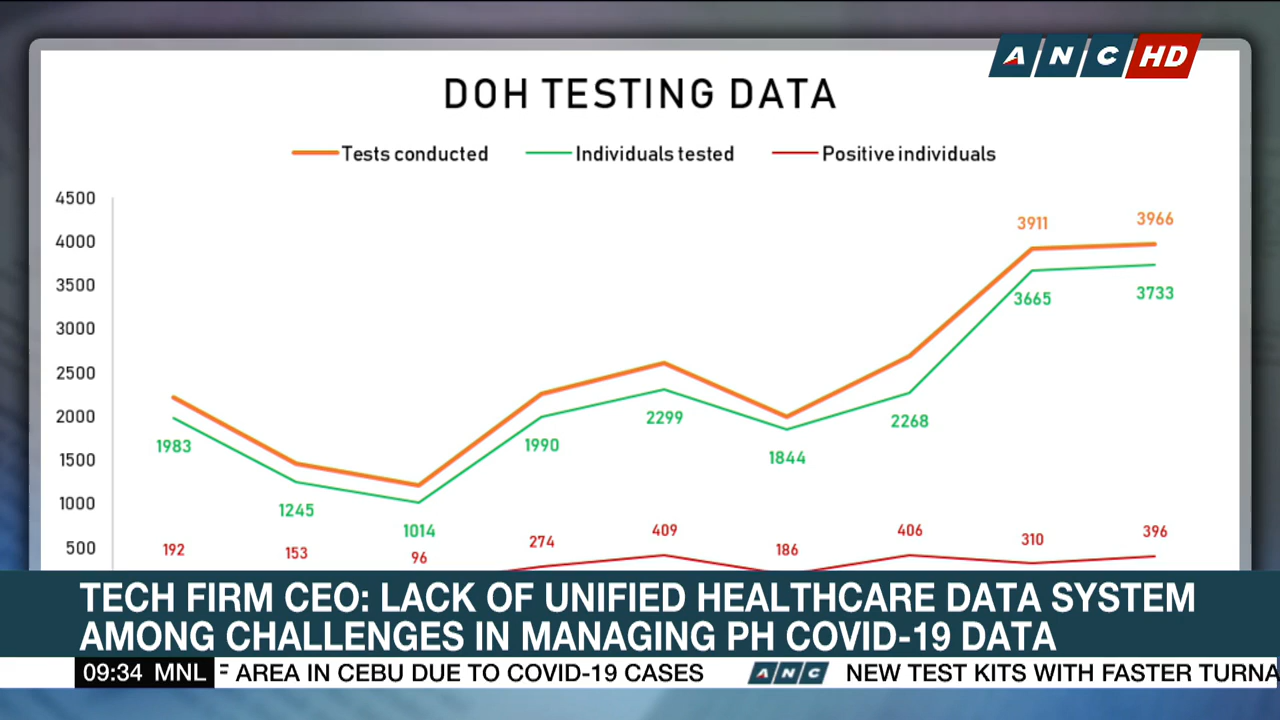 ANC HD
DOH TESTING DATA
Tests conducted Individuals tested Positive individuals
4500
4000
3500
3000
2500
2000
1500
1000
500
3911 3966
3665 3733
1983 1245 1014 1990 2299 1844 2268
192 153 96 274 409 186 406 310 396
TECH FIRM CEO: LACK OF UNIFIED HEALTHCARE DATA SYSTEM
AMONG CHALLENGES IN MANAGING PH COVID-19 DATA
09:34 MNL AREA IN CEBU DUE TO COVID-19 CASES ANC NEW TEST KITS WITH FASTER